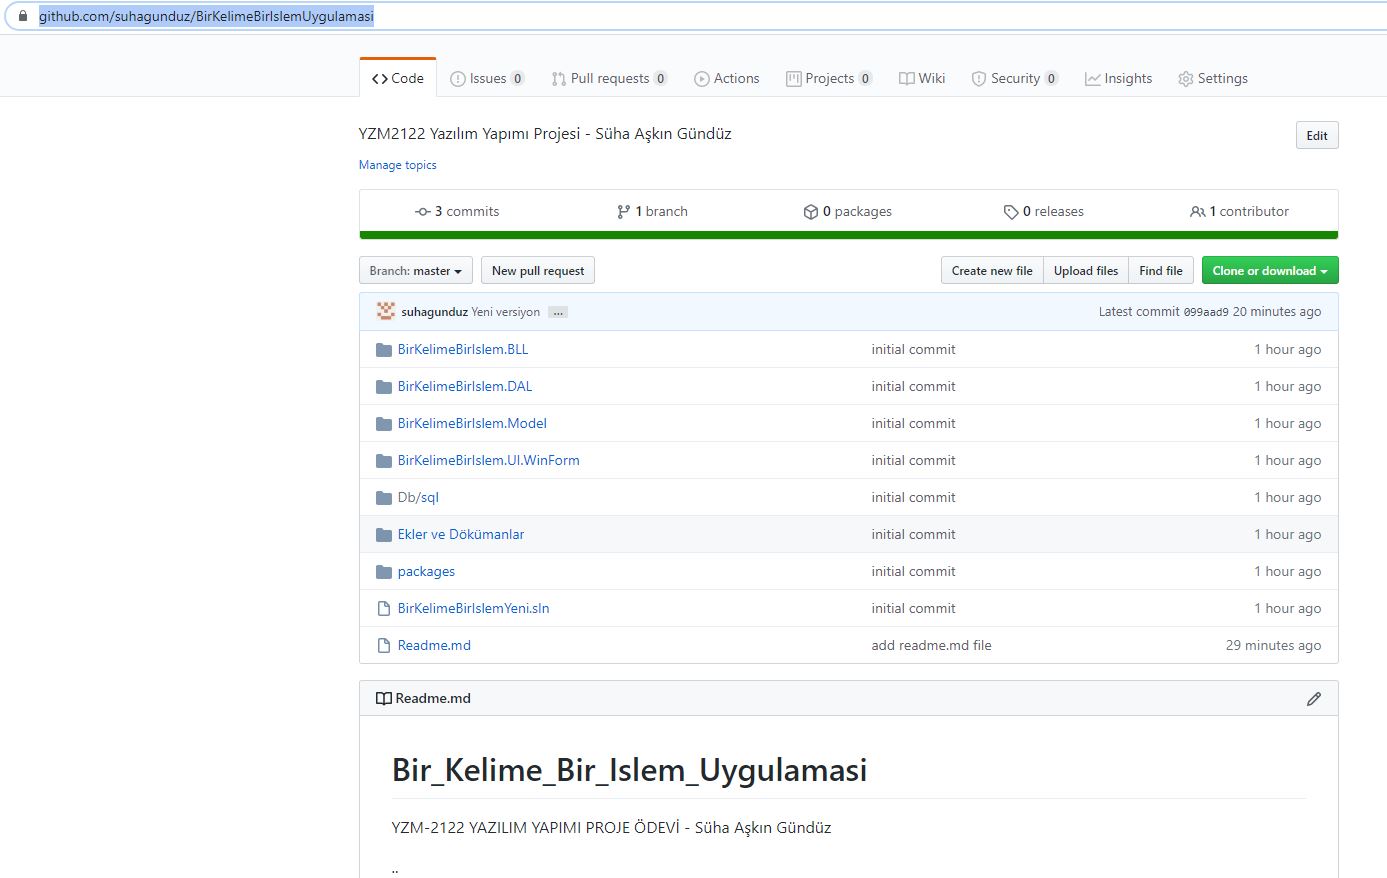 github.com/suhagunduz/BirKelimeBirIslemUygulamasi
Code Issues 0 Pull requests 0 Actions Projects 0 Wiki Security 0 Insights Settings
YZM2122 Yazılım Yapımı Projesi - Süha Aşkın Gündüz
Edit
Manage topics
3 commits 1 branch 0 packages 0 releases 1 contributor
Branch: master New pull request Create new file Upload files Find file Clone or download
suhagunduz Yeni versiyon ... Latest commit 099aad9 20 minutes ago
BirKelimeBirIslem.BLL initial commit 1 hour ago
BirKelimeBirIslem.DAL initial commit 1 hour ago
BirKelimeBirIslem.Model initial commit 1 hour ago
BirKelimeBirIslem.UI.WinForm initial commit 1 hour ago
Db/sql initial commit 1 hour ago
Ekler ve Dökümanlar initial commit 1 hour ago
packages initial commit 1 hour ago
BirKelimeBirIslemYeni.sln initial commit 1 hour ago
Readme.md add readme.md file 29 minutes ago
Readme.md
Bir_Kelime_Bir_Islem_Uygulamasi
YZM-2122 YAZILIM YAPIMI PROJE ÖDEVİ - Süha Aşkın Gündüz
..